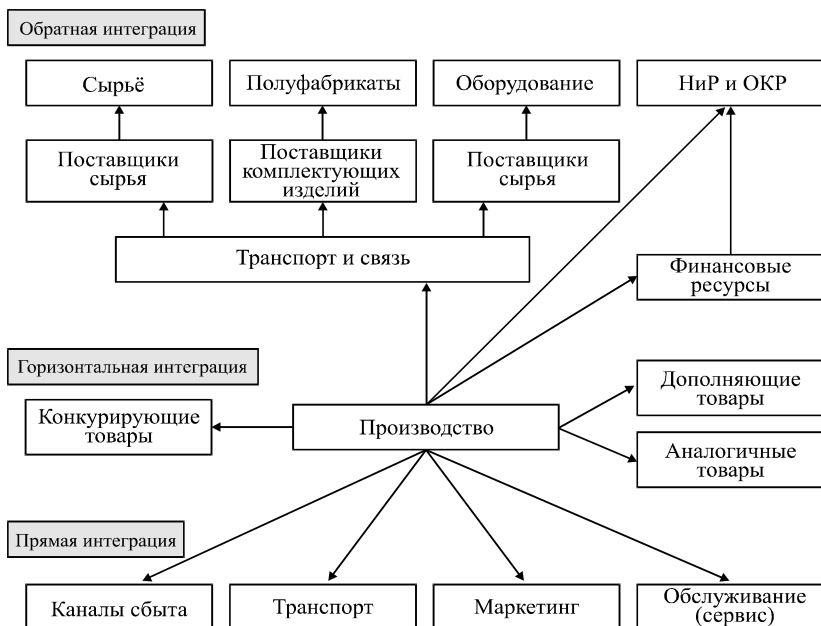 Обратная интеграция
Сырьё
Полуфабрикаты
Оборудование
НиР и ОКР
Поставщики
сырья
Поставщики
комплектующих
изделий
Поставщики
сырья
Транспорт и связь
Финансовые
ресурсы
Горизонтальная интеграция
Конкурирующие
товары
Производство
Дополняющие
товары
Аналогичные
товары
Прямая интеграция
Каналы сбыта
Транспорт
Маркетинг
Обслуживание
(сервис)